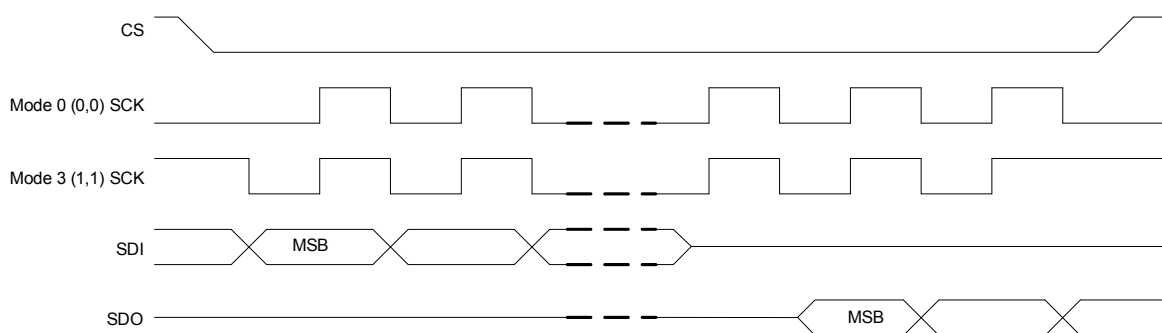 CS
Mode 0 (0,0) SCK
Mode 3 (1,1) SCK
SDI
MSB
SDO
MSB